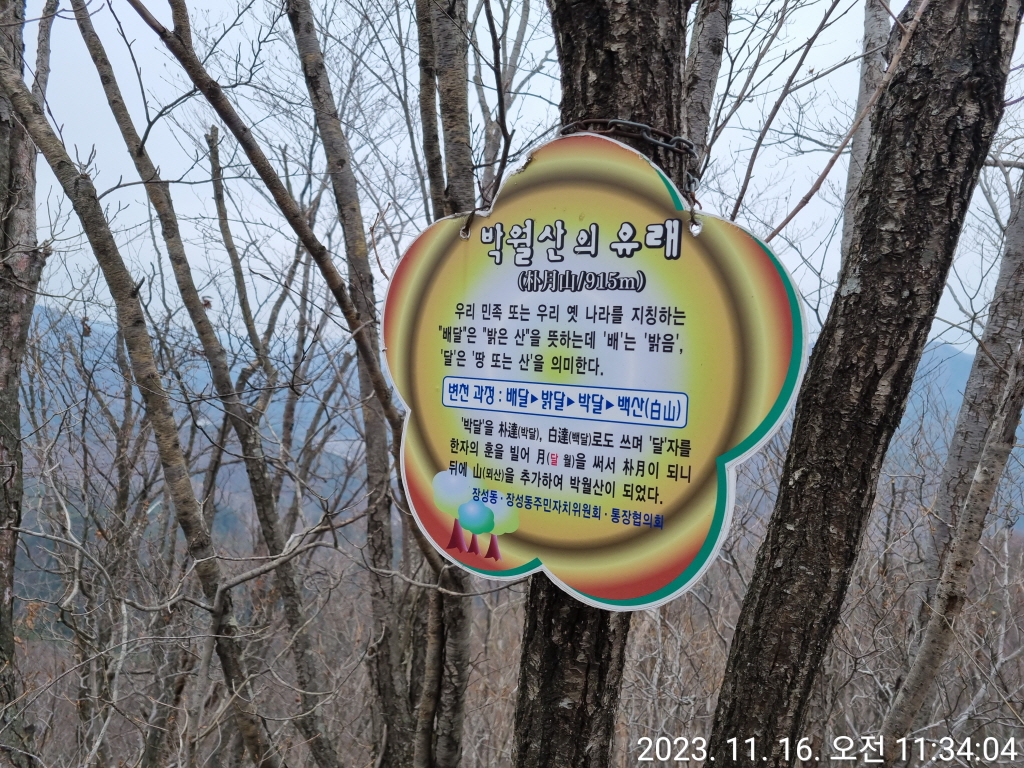 박월산의 유래
(朴月山/915m)
우리 민족 또는 우리 옛 나라를 지칭하는
"배달"은 "밝은 산"을 뜻하는데 '배'는 '밝음',
'달'은 '땅 또는 산'을 의미한다.
변천 과정 : 배달▶밝달▶박달▶백산(白山)
'박달'을 朴達(박달), 白達(백달)로도 쓰며 '달'자를
한자의 훈을 빌어 月(달 월)을 써서 朴月이 되니
뒤에 山(뫼산)을 추가하여 박월산이 되었다.
장성동·장성동주민자치위원회·통장협의회
2023. 11. 16. 오전 11:34:04